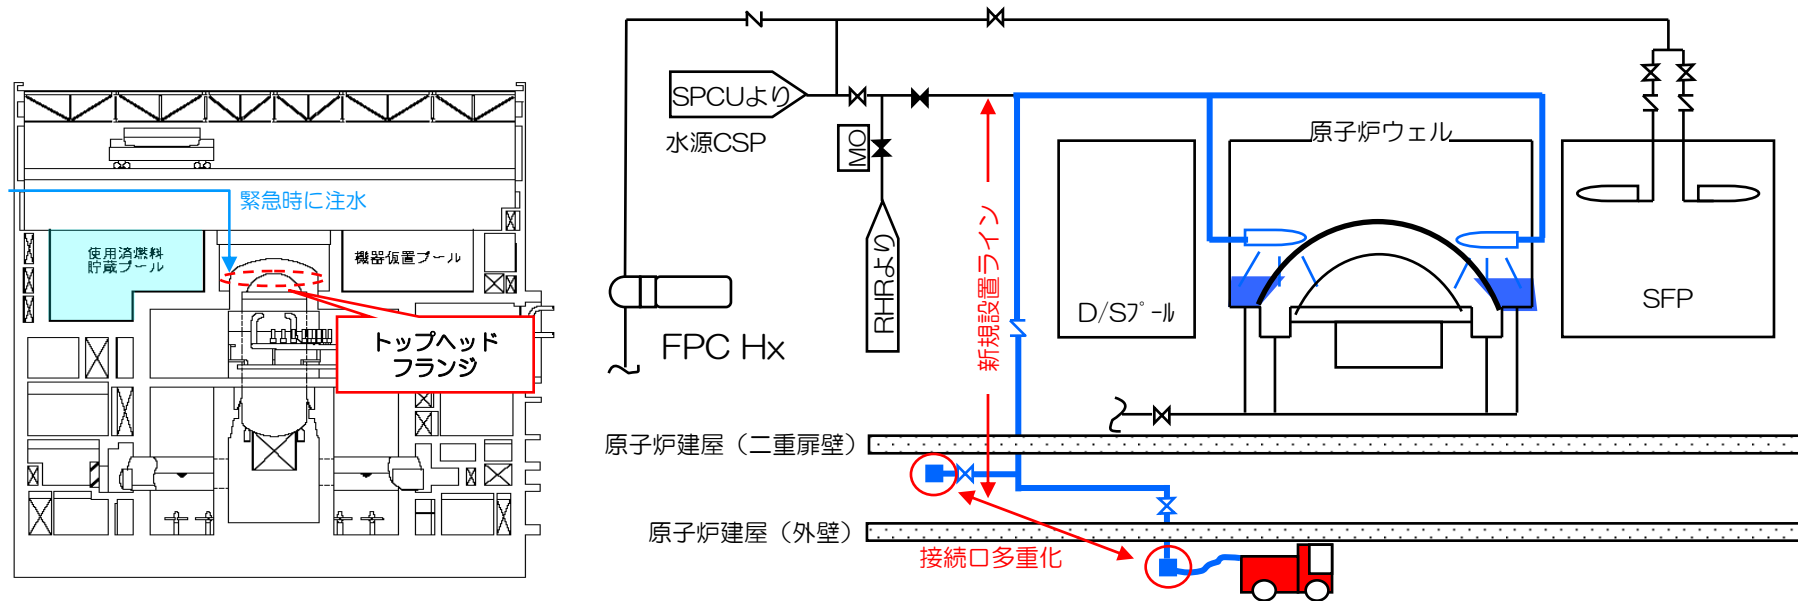 緊急時に注水
使用済燃料
貯蔵プール
機器仮置プール
トップヘッド
フランジ
SPCUより
水源CSP
MO
RHRより
FPC Hx
新規設置ライン
原子炉ウェル
D/Sプール
SFP
原子炉建屋（二重扉壁）
原子炉建屋（外壁）
接続口多重化